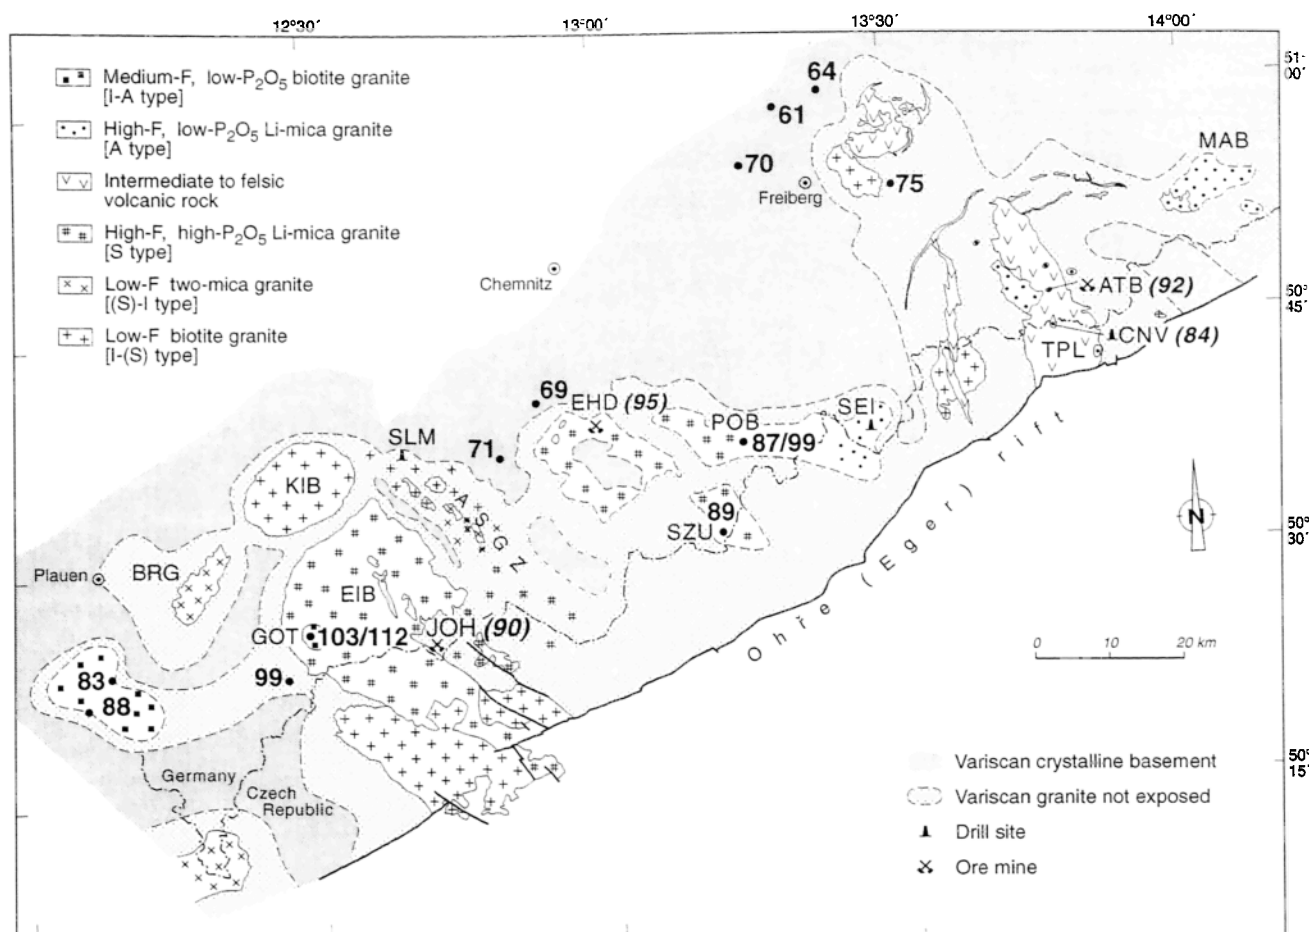 12°30´
13°00´
13°30´
14°00´
51°
00´
Medium-F, low-P2O5 biotite granite
[I-A type]
High-F, low-P2O5 Li-mica granite
[A type]
Intermediate to felsic
volcanic rock
High-F, high-P2O5 Li-mica granite
[S type]
Low-F two-mica granite
[(S)-I type]
Low-F biotite granite
[I-(S) type]
64
61
70
Freiberg
75
MAB
Chemnitz
ATB (92)
50°
45´
CNV (84)
TPL
69
EHD (95)
SEI
POB
87/99
SLM
71
KIB
A S G Z
89
SZU
N
50°
30´
Ohře (Eger) rift
Plauen
BRG
EIB
GOT
103/112
JOH (90)
0 10 20 km
83
88
99
50°
15´
Germany
Czech
Republic
Variscan crystalline basement
Variscan granite not exposed
Drill site
Ore mine